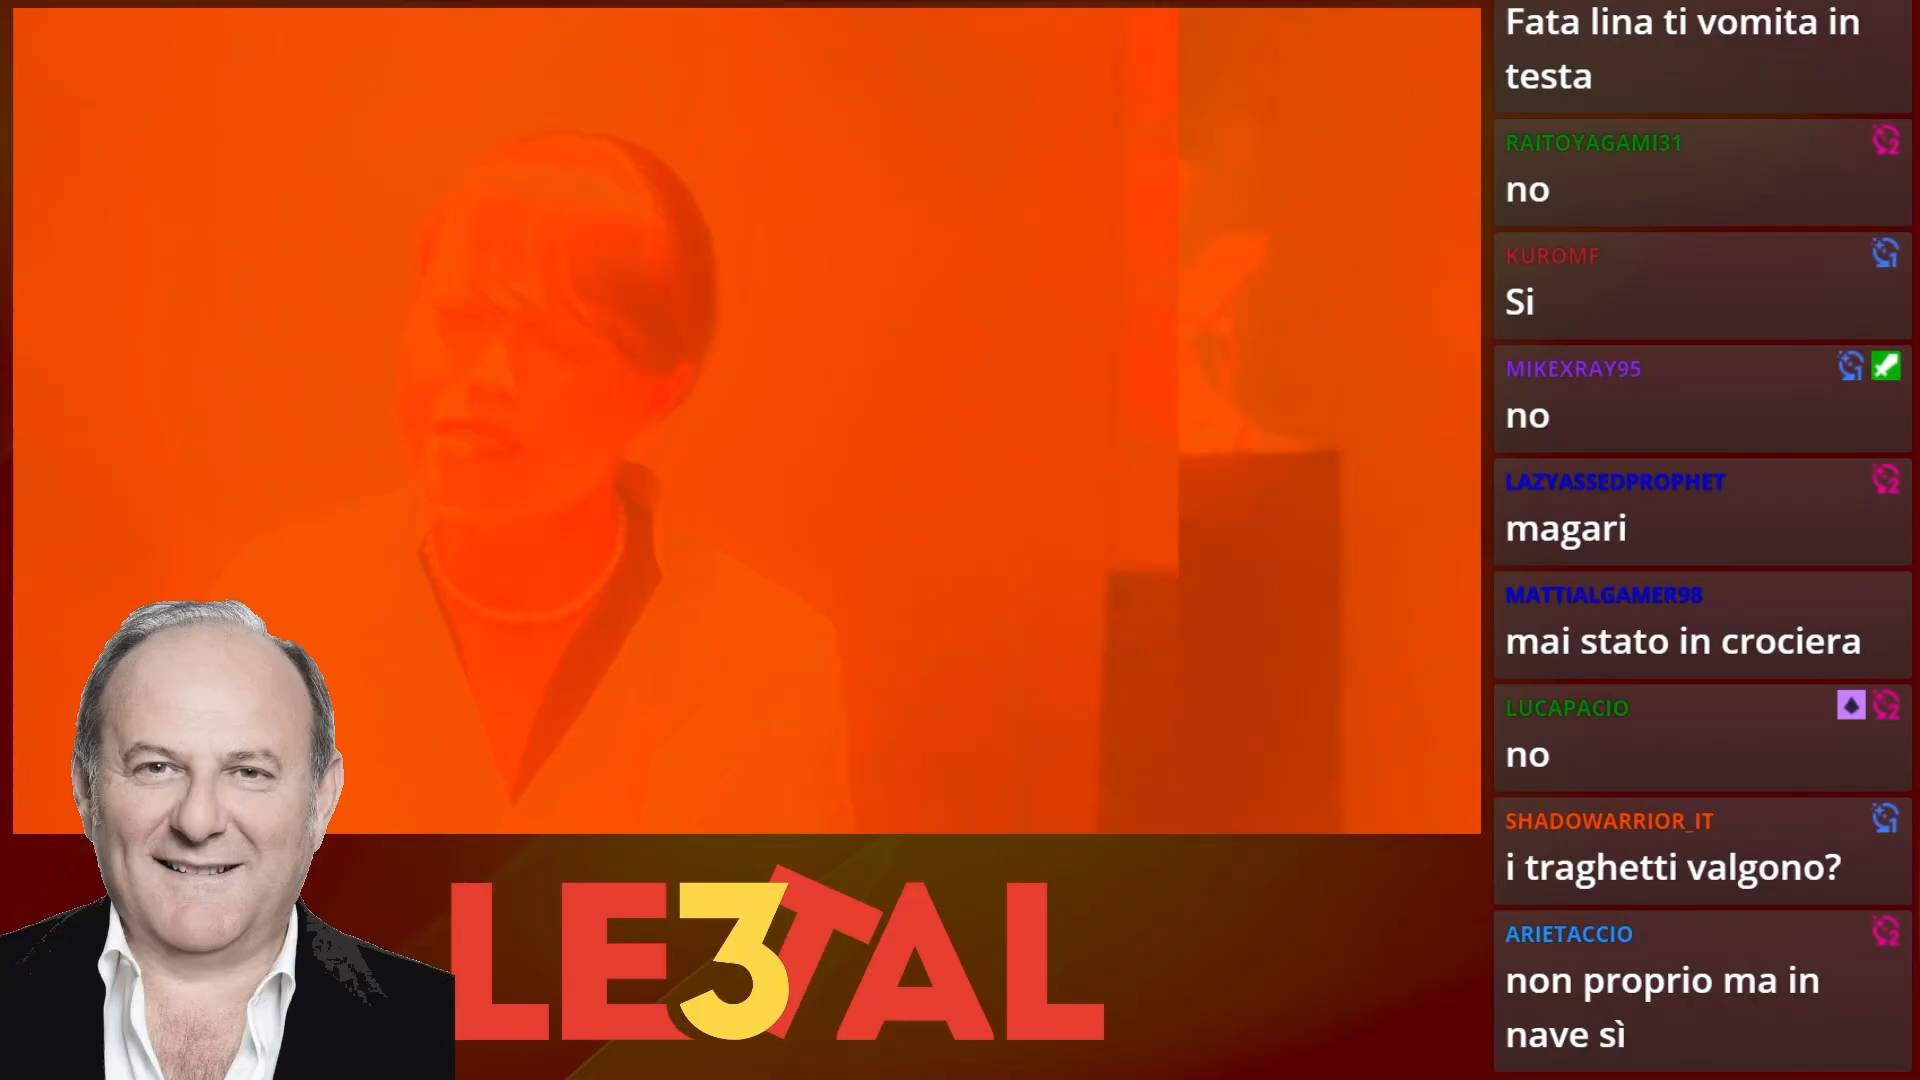 Fata lina ti vomita in
testa
RAITOYAGAMI31
no
KUROMF
Si
MIKEXRAY95
no
LAZYASSEDPROPHET
magari
MATTIALGAMER98
mai stato in crociera
LUCAPACIO
no
SHADOWARRIOR_IT
i traghetti valgono?
ARIETACCIO
non proprio ma in
nave sì
LE3TAL